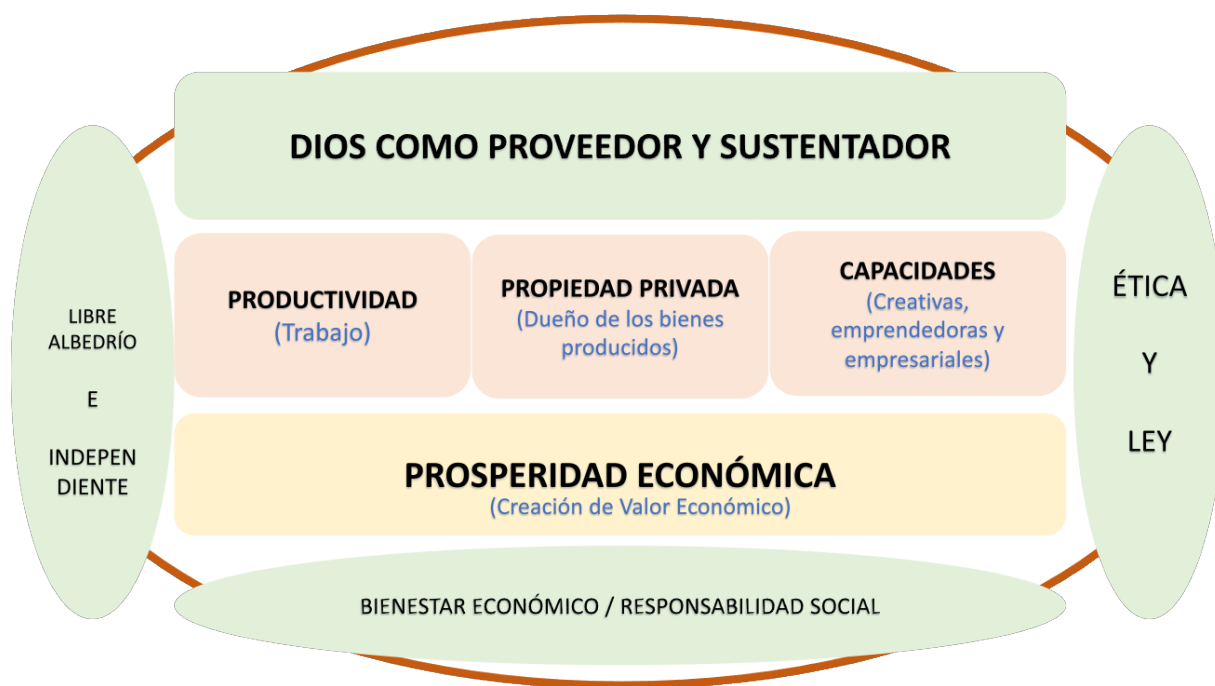 DIOS COMO PROVEEDOR Y SUSTENTADOR
LIBRE
ALBEDRÍO
E
INDEPEN
DIENTE
PRODUCTIVIDAD
(Trabajo)
PROPIEDAD PRIVADA
(Dueño de los bienes
producidos)
CAPACIDADES
(Creativas,
emprendedoras y
empresariales)
ÉTICA
Y
LEY
PROSPERIDAD ECONÓMICA
(Creación de Valor Económico)
BIENESTAR ECONÓMICO / RESPONSABILIDAD SOCIAL